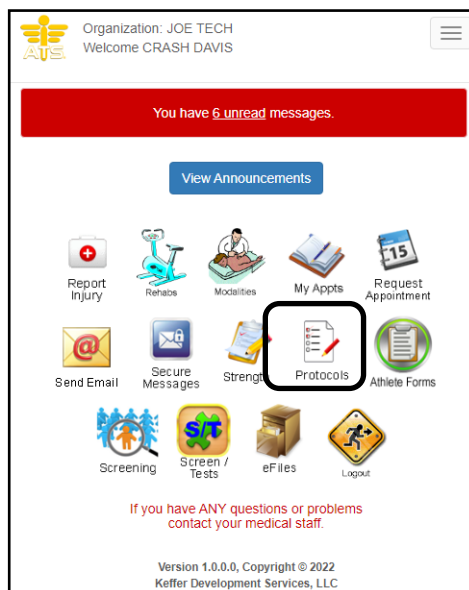 Organization: JOE TECH
Welcome CRASH DAVIS
ATS
You have 6 unread messages.
View Announcements
Report Injury
Rehabs
Modalities
15
My Appts
Request Appointment
@
Send Email
Secure Messages
Strength
Protocols
Athlete Forms
S/T
Screening
Screen / Tests
eFiles
Logout
If you have ANY questions or problems
contact your medical staff.
Version 1.0.0.0, Copyright © 2022
Keffer Development Services, LLC